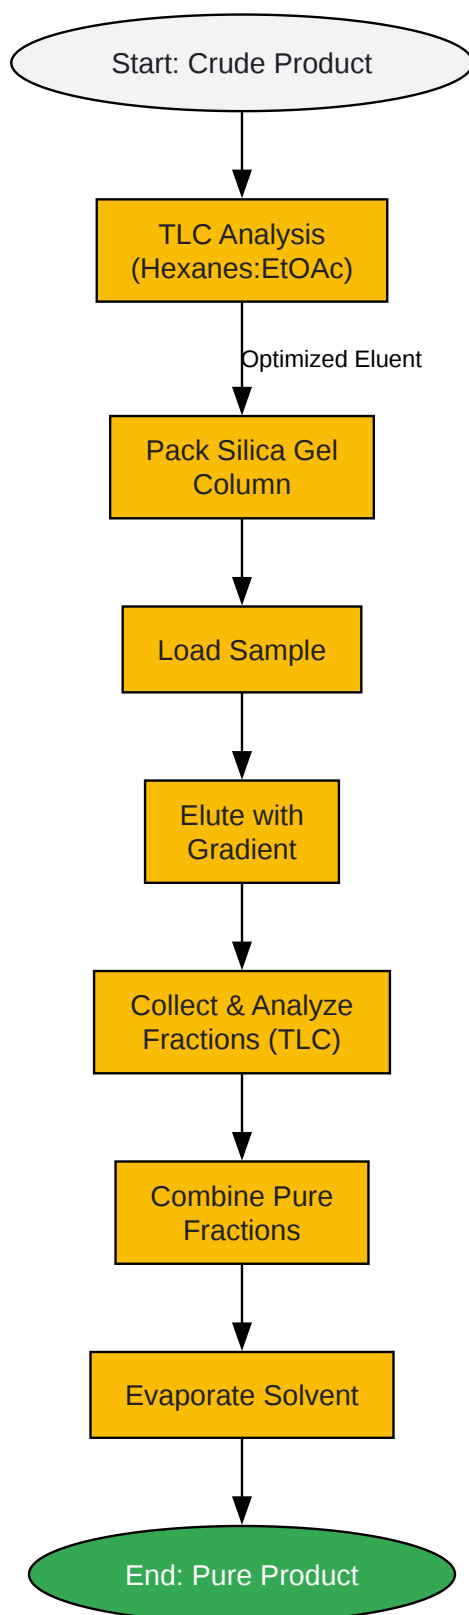 Start: Crude Product
TLC Analysis
(Hexanes:EtOAc)
Optimized Eluent
Pack Silica Gel
Column
Load Sample
Elute with
Gradient
Collect & Analyze
Fractions (TLC)
Combine Pure
Fractions
Evaporate Solvent
End: Pure Product